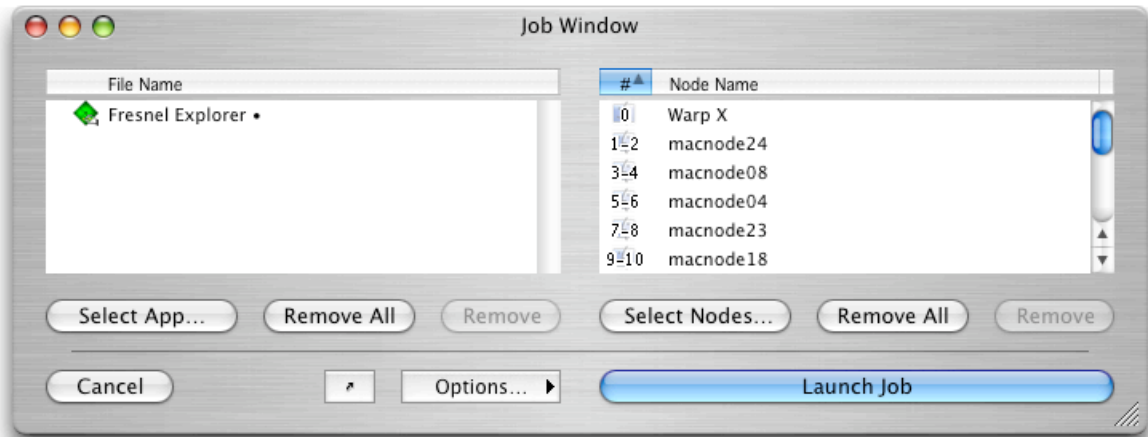 Job Window
File Name
Fresnel Explorer •
# Node Name
0 Warp X
1-2 macnode24
3-4 macnode08
5-6 macnode04
7-8 macnode23
9-10 macnode18
Select App... Remove All Remove Select Nodes... Remove All Remove
Cancel Options... Launch Job